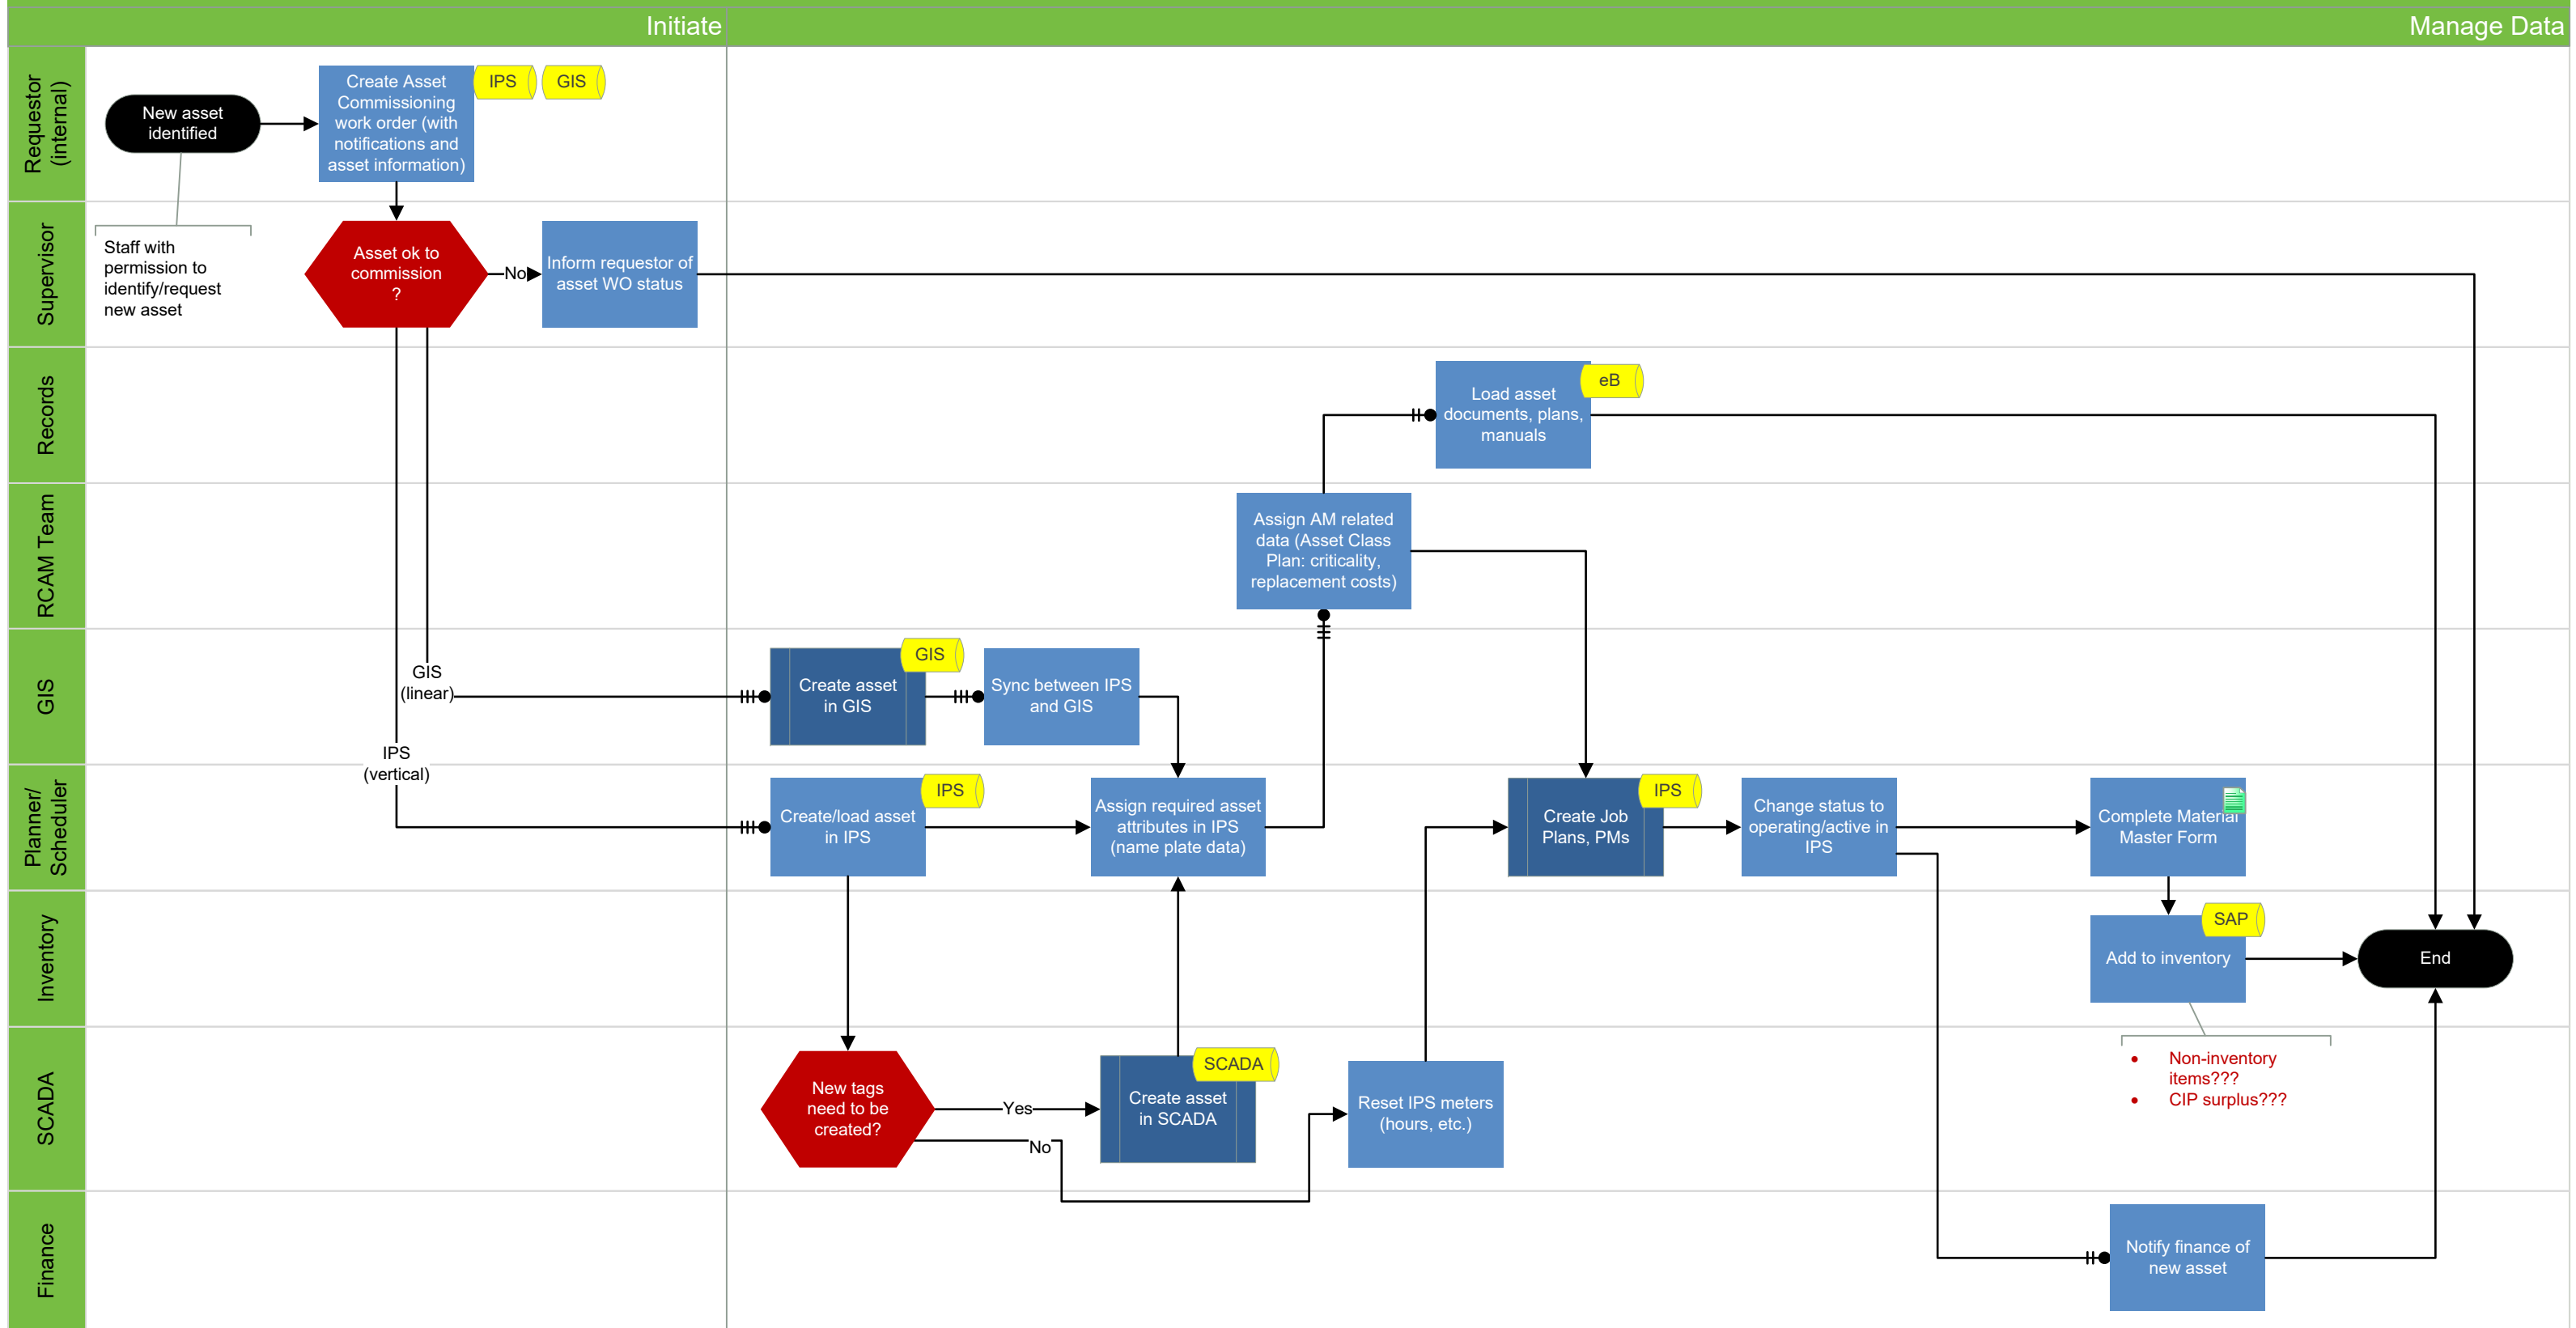 Initiate
Manage Data
Requestor
(internal)
New asset
identified
Create Asset
Commissioning
work order (with
notifications and
asset information)
IPS
GIS
Supervisor
Staff with
permission to
identify/request
new asset
Asset ok to
commission
?
No
Inform requestor of
asset WO status
Records
Load asset
documents, plans,
manuals
eB
RCAM Team
Assign AM related
data (Asset Class
Plan: criticality,
replacement costs)
GIS
GIS
(linear)
Create asset
in GIS
GIS
Sync between IPS
and GIS
IPS
(vertical)
Planner/
Scheduler
Create/load asset
in IPS
IPS
Assign required asset
attributes in IPS
(name plate data)
Create Job
Plans, PMs
IPS
Change status to
operating/active in
IPS
Complete Material
Master Form
Inventory
Add to inventory
SAP
End
SCADA
New tags
need to be
created?
Yes
No
Create asset
in SCADA
SCADA
Reset IPS meters
(hours, etc.)
• Non-inventory
items???
• CIP surplus???
Finance
Notify finance of
new asset